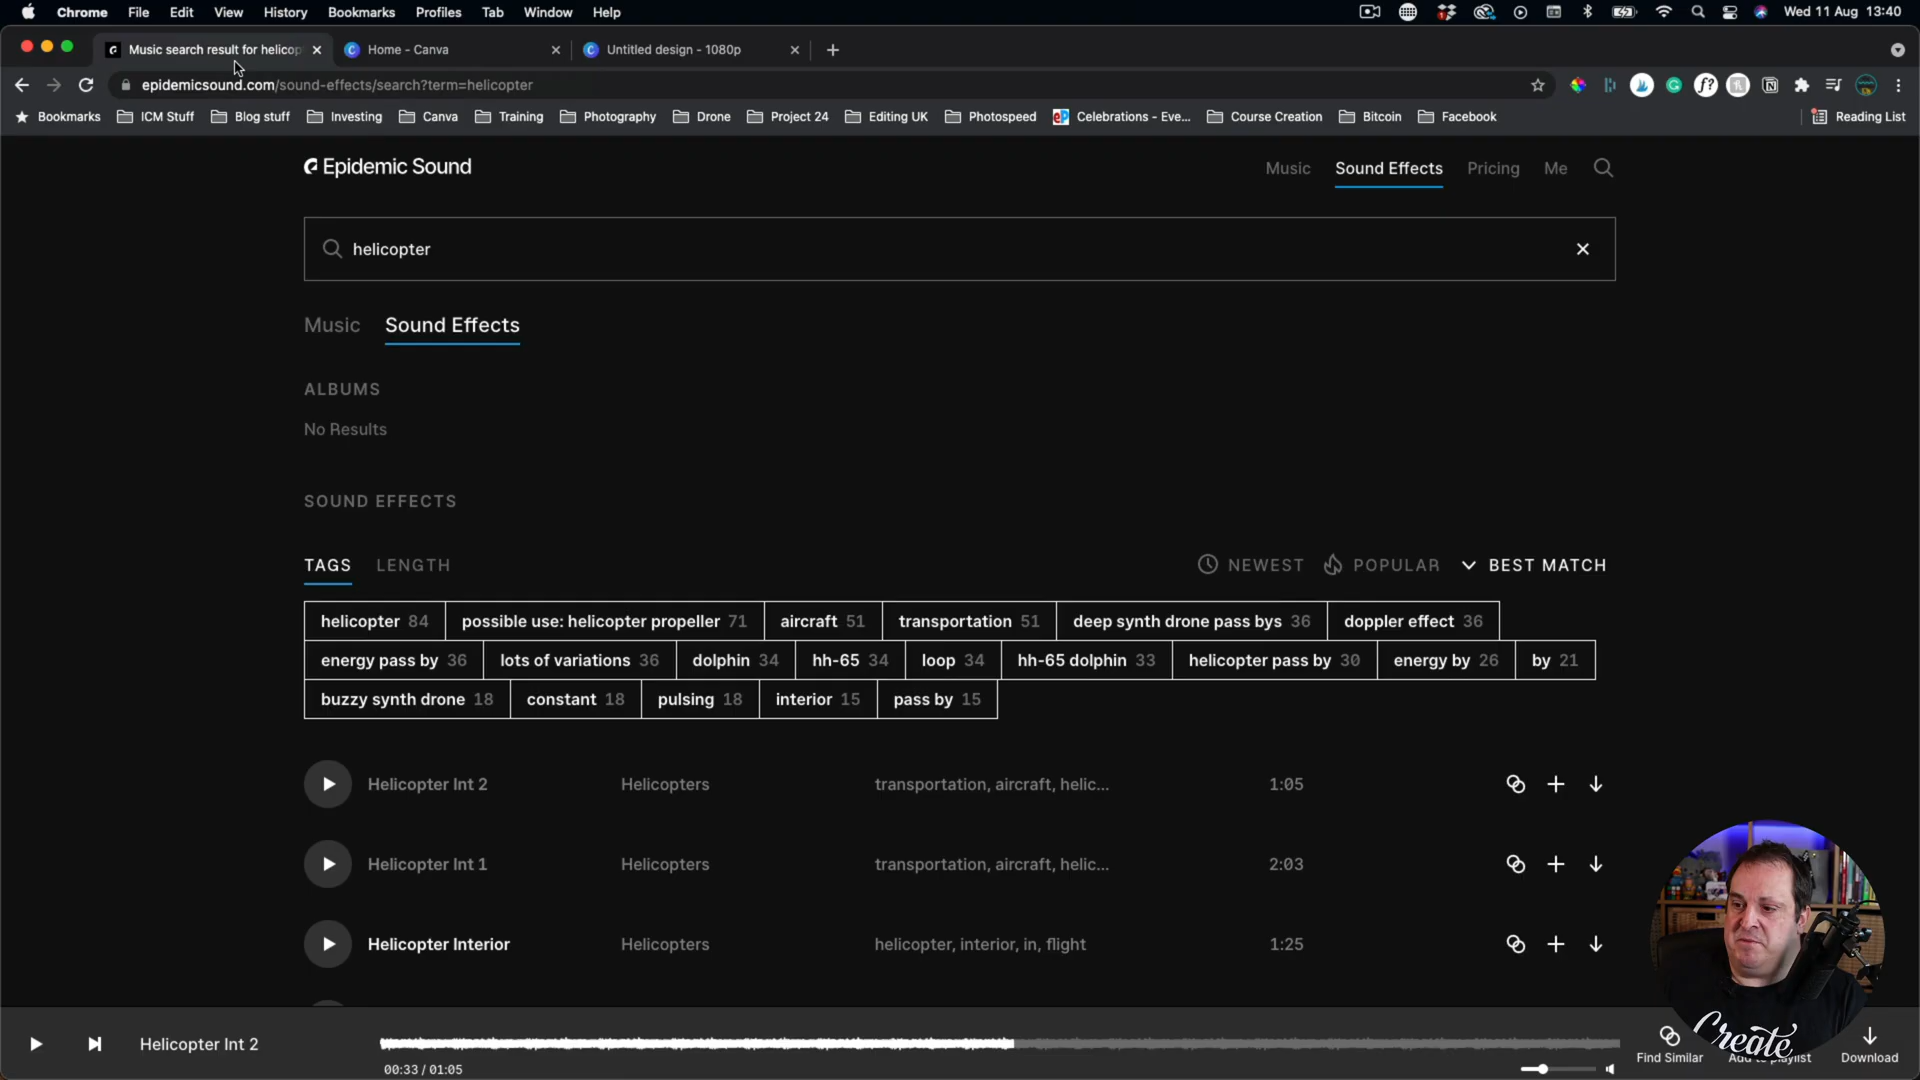 Chrome File Edit View History Bookmarks Profiles Tab Window Help Wed 11 Aug 13:40
Music search result for helicop Home - Canva Untitled design - 1080p
epidemicsound.com/sound-effects/search?term=helicopter
Bookmarks ICM Stuff Blog stuff Investing Canva Training Photography Drone Project 24 Editing UK Photospeed Celebrations - Eve... Course Creation Bitcoin Facebook Reading List
Epidemic Sound Music Sound Effects Pricing Me
helicopter
Music Sound Effects
ALBUMS
No Results
SOUND EFFECTS
TAGS LENGTH NEWEST POPULAR BEST MATCH
helicopter 84 possible use: helicopter propeller 71 aircraft 51 transportation 51 deep synth drone pass bys 36 doppler effect 36
energy pass by 36 lots of variations 36 dolphin 34 hh-65 34 loop 34 hh-65 dolphin 33 helicopter pass by 30 energy by 26 by 21
buzzy synth drone 18 constant 18 pulsing 18 interior 15 pass by 15
Helicopter Int 2 Helicopters transportation, aircraft, helic... 1:05
Helicopter Int 1 Helicopters transportation, aircraft, helic... 2:03
Helicopter Interior Helicopters helicopter, interior, in, flight 1:25
Create
Helicopter Int 2
Find Similar Add to playlist Download
00:33 / 01:05